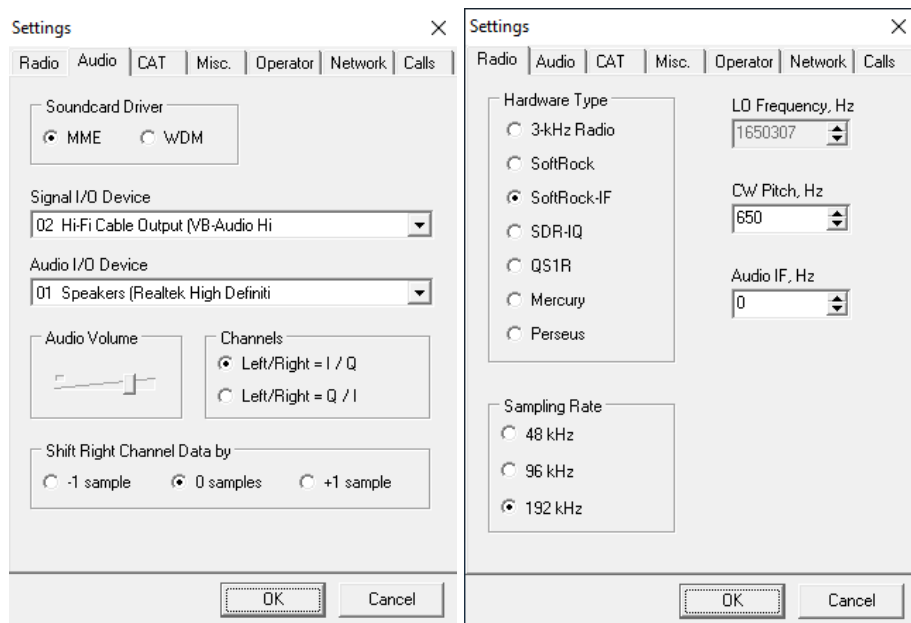 Settings
Radio Audio CAT Misc. Operator Network Calls
Soundcard Driver
MME WDM
Signal I/O Device
02 Hi-Fi Cable Output (VB-Audio Hi
Audio I/O Device
01 Speakers (Realtek High Definiti
Audio Volume
Channels
Left/Right = I / Q
Left/Right = Q / I
Shift Right Channel Data by
-1 sample 0 samples +1 sample
OK Cancel
Settings
Radio Audio CAT Misc. Operator Network Calls
Hardware Type
3-kHz Radio
SoftRock
SoftRock-IF
SDR-IQ
QS1R
Mercury
Perseus
LO Frequency, Hz
1650307
CW Pitch, Hz
650
Audio IF, Hz
0
Sampling Rate
48 kHz
96 kHz
192 kHz
OK Cancel